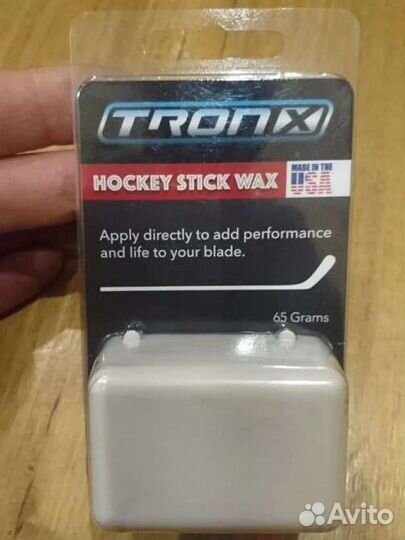 TRONX
HOCKEY STICK WAX
MADE IN THE
USA
Apply directly to add performance
and life to your blade.
65 Grams
Avito